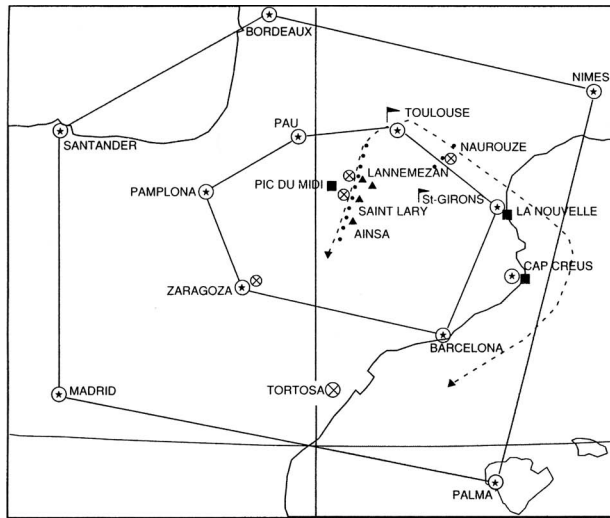 BORDEAUX
NIMES
TOULOUSE
PAU
SANTANDER
NAUROUZE
LANNEMEZAN
PIC DU MIDI
PAMPLONA
St-GIRONS
SAINT LARY
LA NOUVELLE
AINSA
CAP CREUS
ZARAGOZA
BARCELONA
MADRID
TORTOSA
PALMA